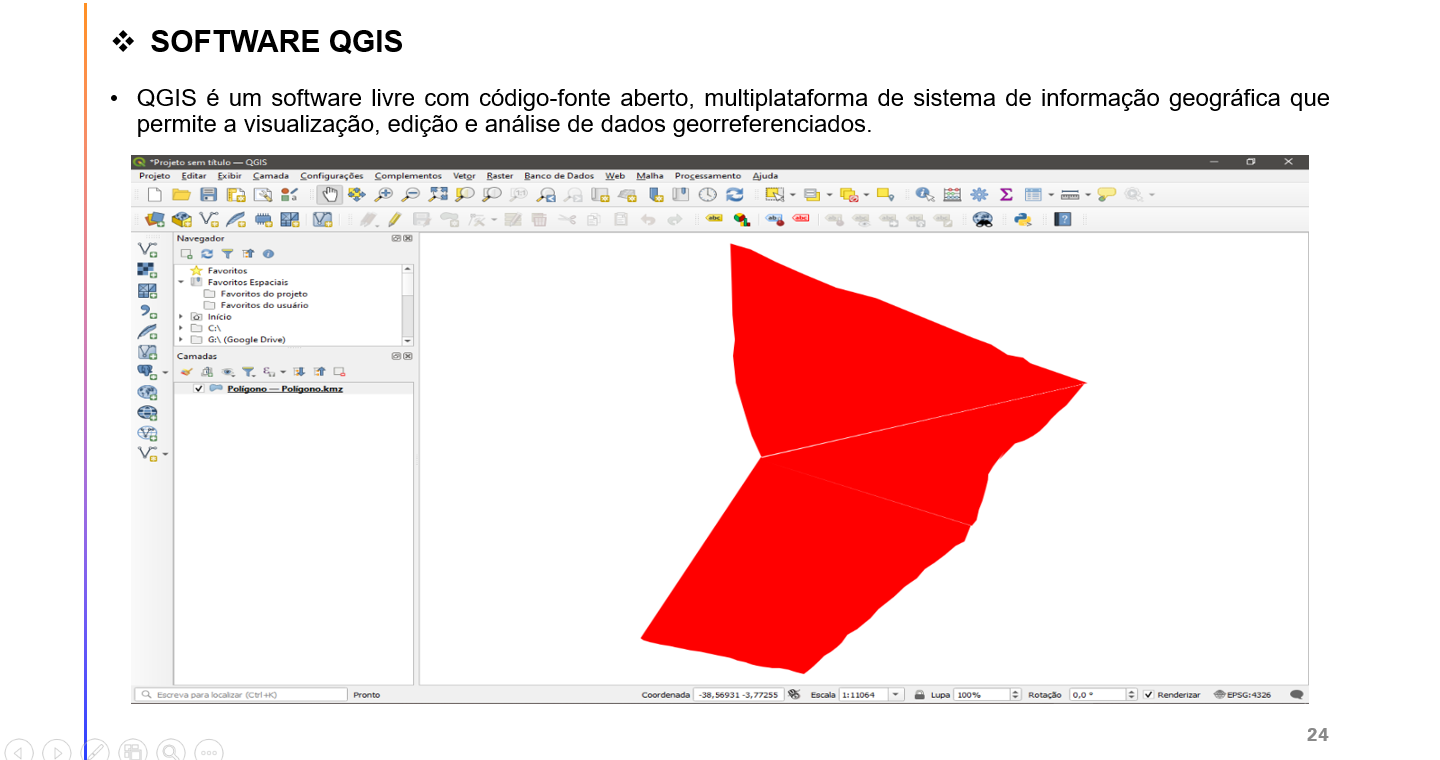 ❖ SOFTWARE QGIS
• QGIS é um software livre com código-fonte aberto, multiplataforma de sistema de informação geográfica que
permite a visualização, edição e análise de dados georreferenciados.
*Projeto sem título — QGIS
Projeto Editar Exibir Camada Configurações Complementos Vetor Raster Banco de Dados Web Malha Processamento Ajuda
Navegador
Favoritos
Favoritos Espaciais
Favoritos do projeto
Favoritos do usuário
Início
C:\
G:\ (Google Drive)
Camadas
Polígono — Polígono.kmz
Escreva para localizar (Ctrl+K) Pronto Coordenada -38,56931 -3,77255 Escala 1:11064 Lupa 100% Rotação 0,0 ° Renderizar EPSG:4326
24